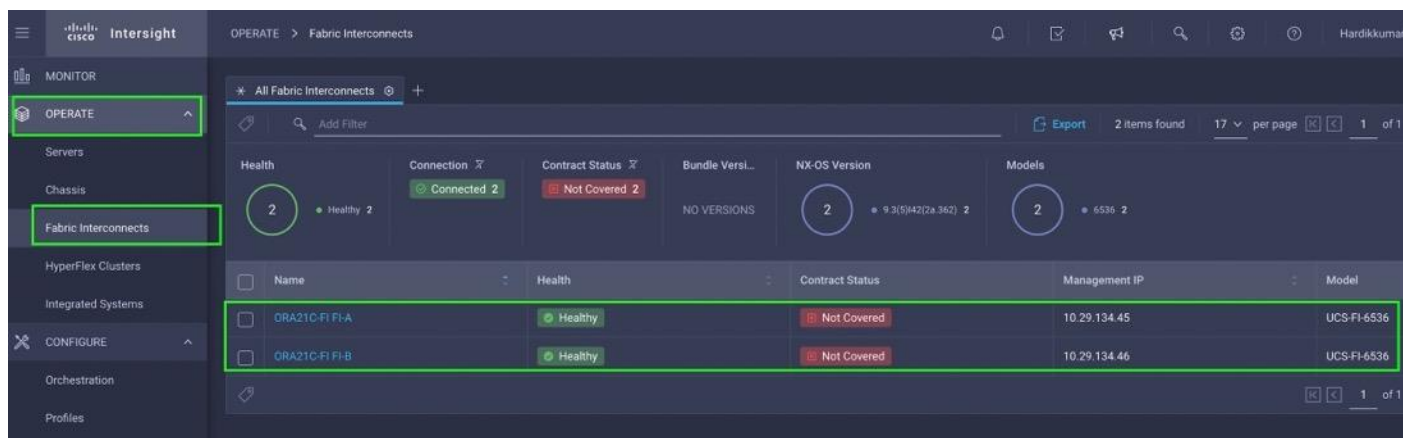 cisco Intersight
OPERATE > Fabric Interconnects
Hardikkumar
MONITOR
OPERATE
Servers
Chassis
Fabric Interconnects
HyperFlex Clusters
Integrated Systems
CONFIGURE
Orchestration
Profiles
All Fabric Interconnects
Add Filter
Export 2 items found 17 per page 1 of 1
Health
2 Healthy 2
Connection
Connected 2
Contract Status
Not Covered 2
Bundle Versi...
NO VERSIONS
NX-OS Version
2 9.3(5)I42(2a.362) 2
Models
2 6536 2
Name Health Contract Status Management IP Model
ORA21C-FI FI-A Healthy Not Covered 10.29.134.45 UCS-FI-6536
ORA21C-FI FI-B Healthy Not Covered 10.29.134.46 UCS-FI-6536
1 of 1